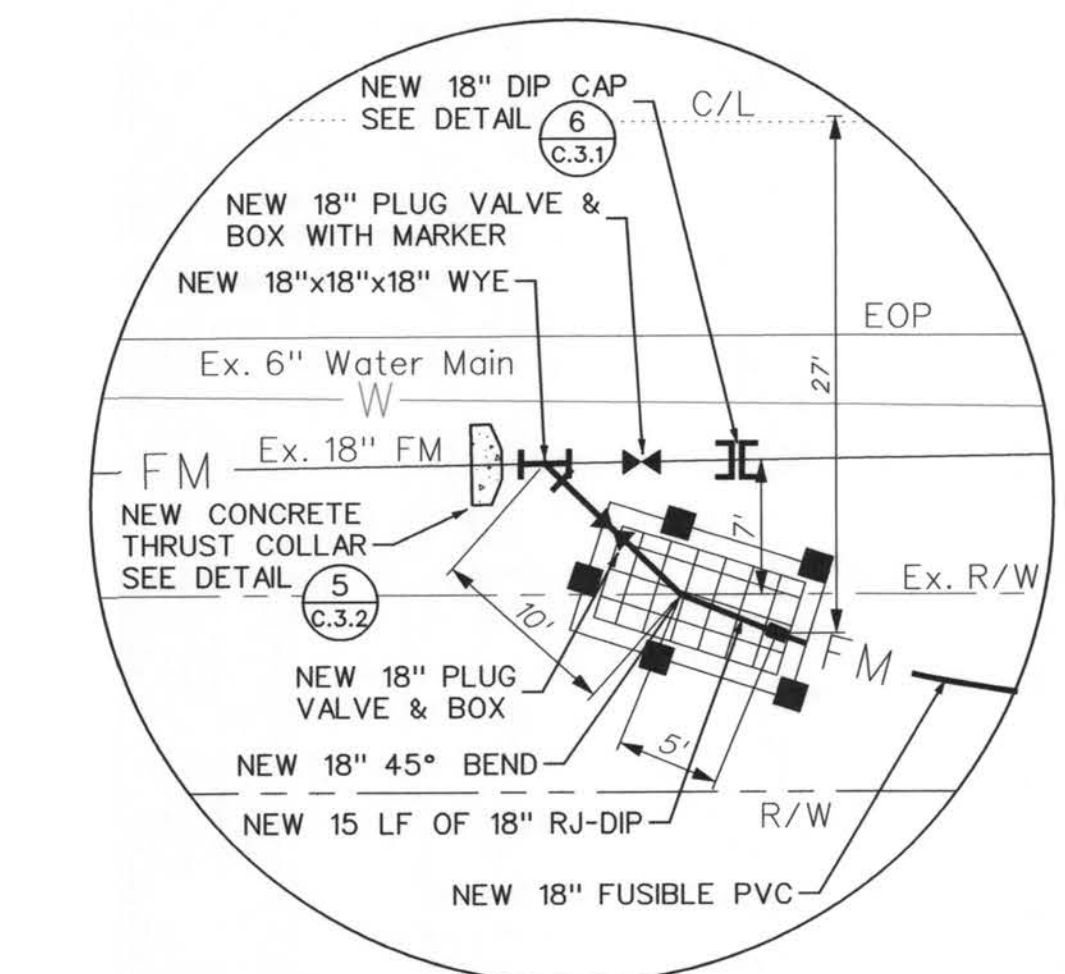 NEW 18" DIP CAP
SEE DETAIL
6
C.3.1
C/L
NEW 18" PLUG VALVE &
BOX WITH MARKER
NEW 18"x18"x18" WYE
EOP
27'
Ex. 6" Water Main
W
Ex. 18" FM
FM
7'
NEW CONCRETE
THRUST COLLAR
SEE DETAIL
5
C.3.2
Ex. R/W
10'
FM
NEW 18" PLUG
VALVE & BOX
5'
NEW 18" 45° BEND
NEW 15 LF OF 18" RJ-DIP
R/W
NEW 18" FUSIBLE PVC